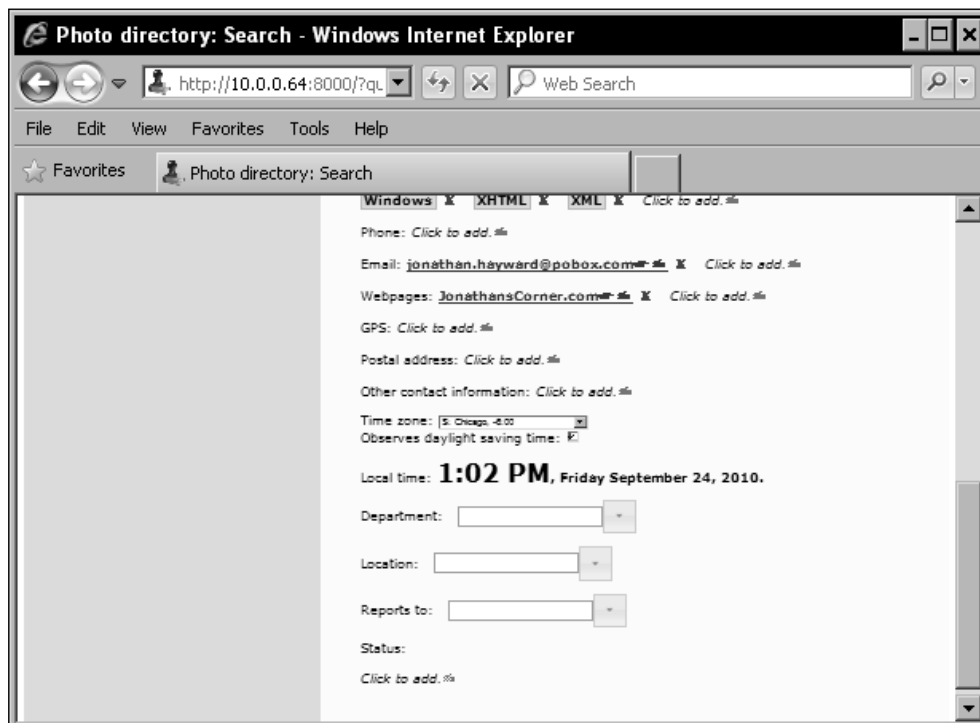 Photo directory: Search - Windows Internet Explorer
http://10.0.0.64:8000/?qu
Web Search
File Edit View Favorites Tools Help
Favorites
Photo directory: Search
Windows X XHTML X XML X Click to add.
Phone: Click to add.
Email: jonathan.hayward@pobox.com X Click to add.
Webpages: JonathansCorner.com X Click to add.
GPS: Click to add.
Postal address: Click to add.
Other contact information: Click to add.
Time zone: S: Chicago, -6:00
Observes daylight saving time:
Local time: 1:02 PM, Friday September 24, 2010.
Department:
Location:
Reports to:
Status:
Click to add.